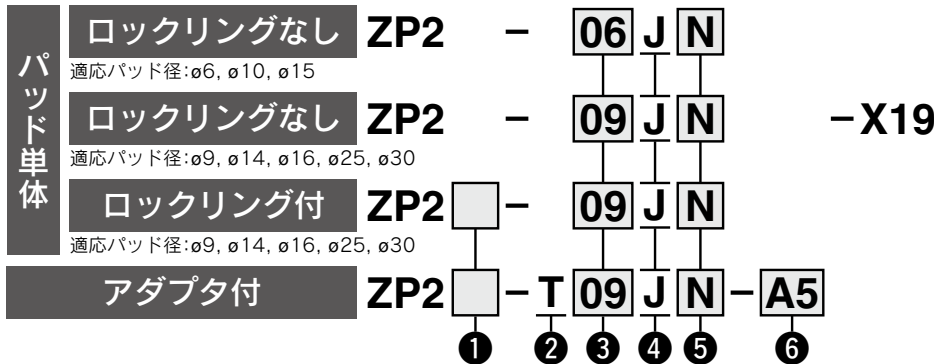 パッド単体
ロックリングなし ZP2 - 06 J N
適応パッド径:ø6, ø10, ø15
ロックリングなし ZP2 - 09 J N -X19
適応パッド径:ø9, ø14, ø16, ø25, ø30
ロックリング付 ZP2 - 09 J N
適応パッド径:ø9, ø14, ø16, ø25, ø30
アダプタ付 ZP2 - T 09 J N - A5
❶ ❷ ❸ ❹ ❺ ❻